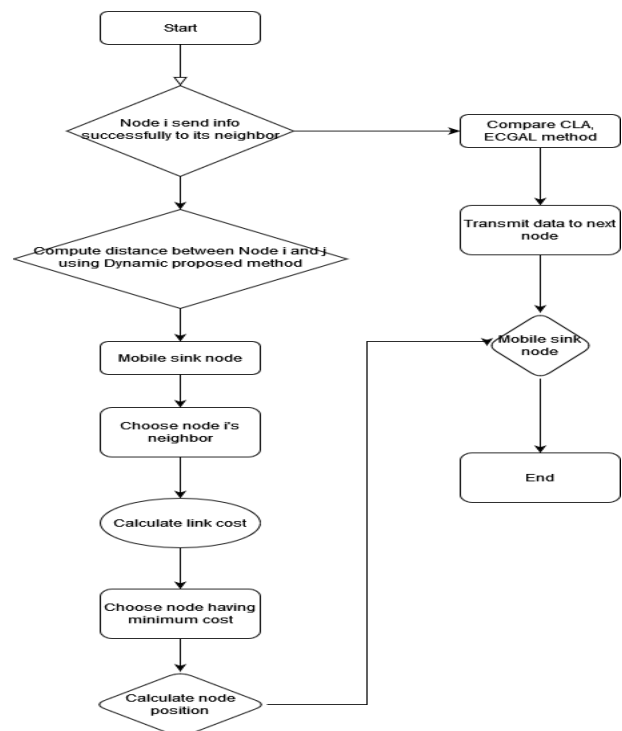 Start
Node i send info
successfully to its neighbor
Compute distance between Node i and j
using Dynamic proposed method
Mobile sink node
Choose node i's
neighbor
Calculate link cost
Choose node having
minimum cost
Calculate node
position
Compare CLA,
ECGAL method
Transmit data to next
node
Mobile sink
node
End